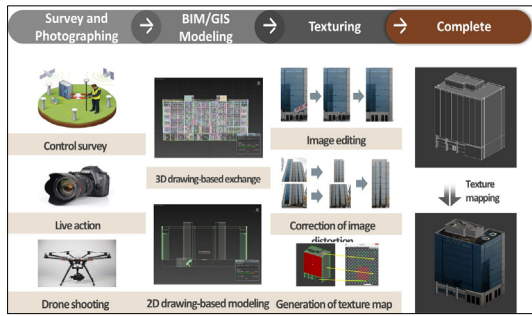 Survey and
Photographing
BIM/GIS
Modeling
Texturing
Complete
Control survey
Live action
Drone shooting
3D drawing-based exchange
2D drawing-based modeling
Image editing
Correction of image
distortion
Generation of texture map
Texture
mapping